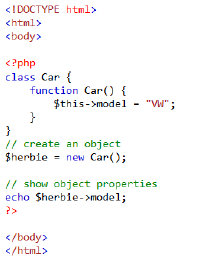 <!DOCTYPE html>
<html>
<body>
<?php
class Car {
function Car() {
$this->model = "VW";
}
}
// create an object
$herbie = new Car();
// show object properties
echo $herbie->model;
?>
</body>
</html>